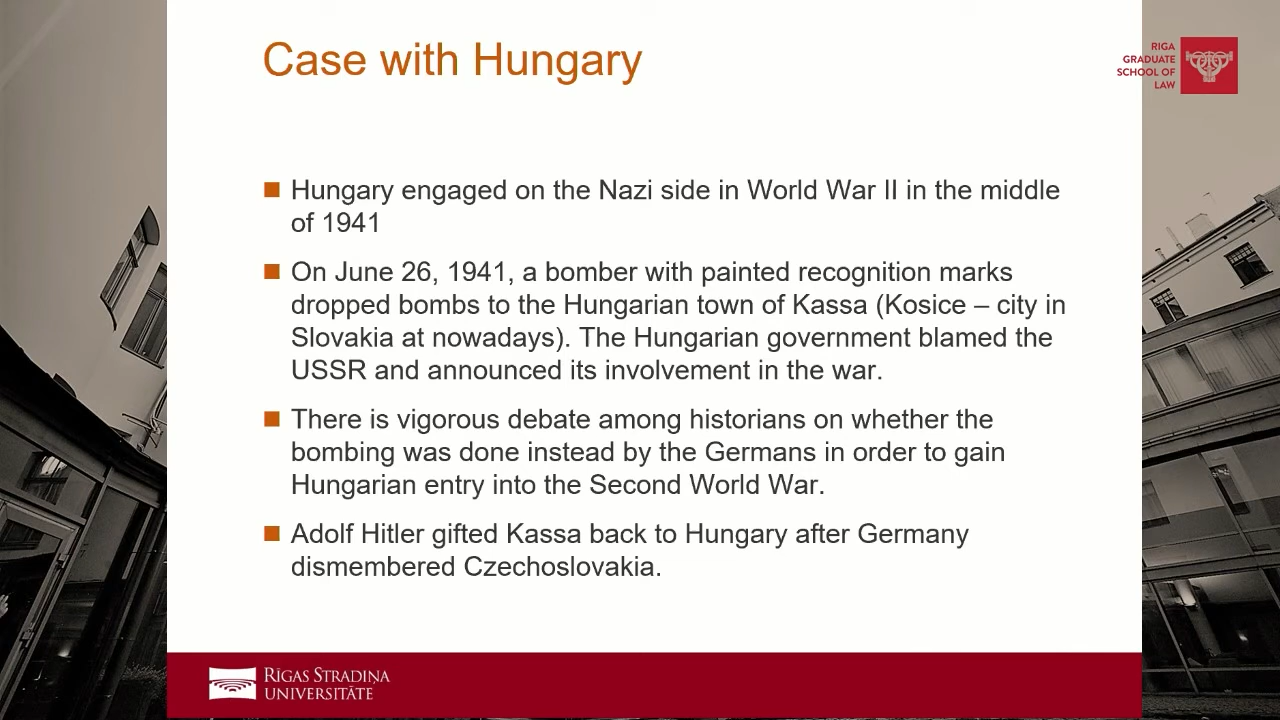 Case with Hungary
RIGA
GRADUATE
SCHOOL OF
LAW
Hungary engaged on the Nazi side in World War II in the middle
of 1941
On June 26, 1941, a bomber with painted recognition marks
dropped bombs to the Hungarian town of Kassa (Kosice – city in
Slovakia at nowadays). The Hungarian government blamed the
USSR and announced its involvement in the war.
There is vigorous debate among historians on whether the
bombing was done instead by the Germans in order to gain
Hungarian entry into the Second World War.
Adolf Hitler gifted Kassa back to Hungary after Germany
dismembered Czechoslovakia.
RĪGAS STRADIŅA
UNIVERSITĀTE